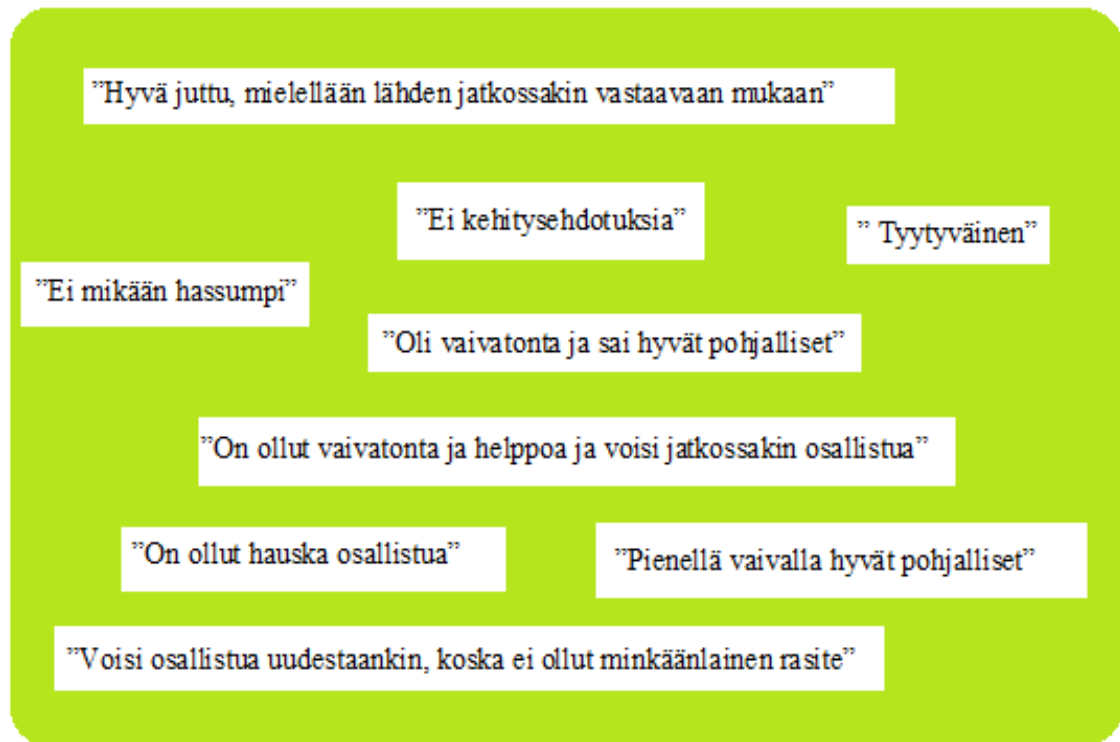 ”Hyvä juttu, mielellään lähden jatkossakin vastaavaan mukaan”
”Ei kehitysehdotuksia”
” Tyytyväinen”
”Ei mikään hassumpi”
”Oli vaivatonta ja sai hyvät pohjalliset”
”On ollut vaivatonta ja helppoa ja voisi jatkossakin osallistua”
”On ollut hauska osallistua”
”Pienellä vaivalla hyvät pohjalliset”
”Voisi osallistua uudestaankin, koska ei ollut minkäänlainen rasite”